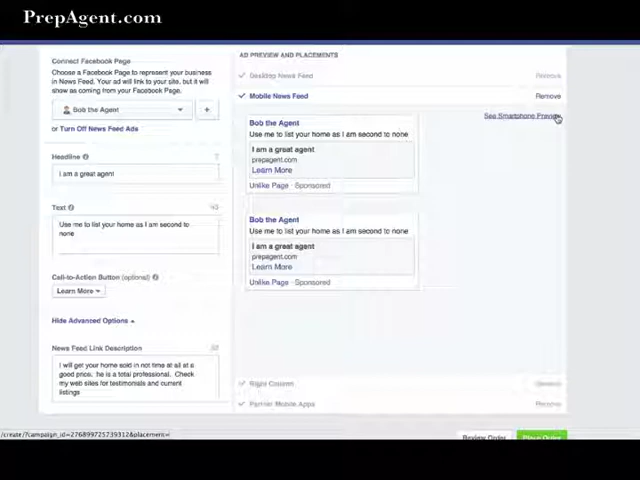 PrepAgent.com
Connect Facebook Page
Choose a Facebook Page to represent your business
in News Feed. Your ad will link to your site, but it will
show as coming from your Facebook Page.
Bob the Agent
+
or Turn Off News Feed Ads
Headline
7
I am a great agent
Text
Use me to list your home as I am second to
none
Call-to-Action Button (optional)
Learn More
Hide Advanced Options
News Feed Link Description
I will get your home sold in not time at all at a
good price. he is a total professional. Check
my web sites for testimonials and current
listings
AD PREVIEW AND PLACEMENTS
Desktop News Feed
Remove
Mobile News Feed
Remove
See Smartphone Preview
Bob the Agent
Use me to list your home as I am second to none
I am a great agent
prepagent.com
Learn More
Unlike Page · Sponsored
Bob the Agent
Use me to list your home as I am second to none
I am a great agent
prepagent.com
Learn More
Unlike Page · Sponsored
Right Column
Remove
Partner Mobile Apps
Remove
/create/?campaign_id=276899725739312&placement=
Review Order
Place Order